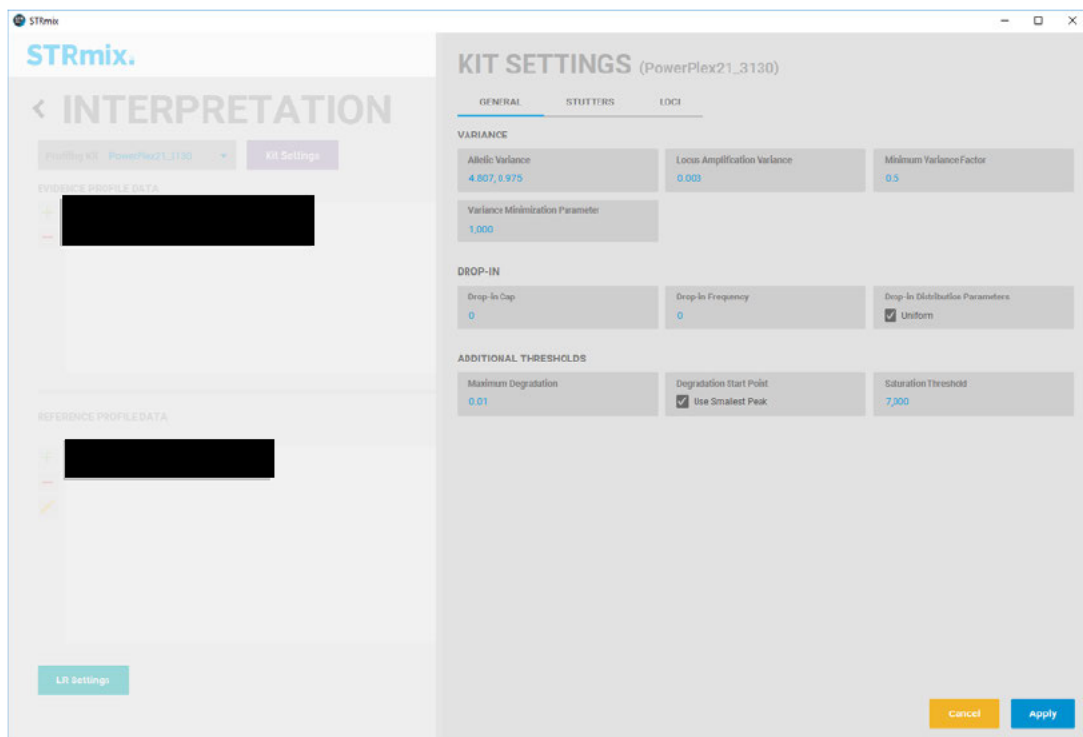 STRmix
STRmix.
INTERPRETATION
Profiling Kit PowerPlex21_3130
Kit Settings
EVIDENCE PROFILE DATA
REFERENCE PROFILE DATA
LR Settings
KIT SETTINGS (PowerPlex21_3130)
GENERAL STUTTERS LOCI
VARIANCE
Allelic Variance Locus Amplification Variance Minimum Variance Factor
4.807, 0.975 0.003 0.5
Variance Minimization Parameter
1,000
DROP-IN
Drop-in Cap Drop-in Frequency Drop-in Distribution Parameters
0 0 Uniform
ADDITIONAL THRESHOLDS
Maximum Degradation Degradation Start Point Saturation Threshold
0.01 Use Smallest Peak 7,000
Cancel Apply